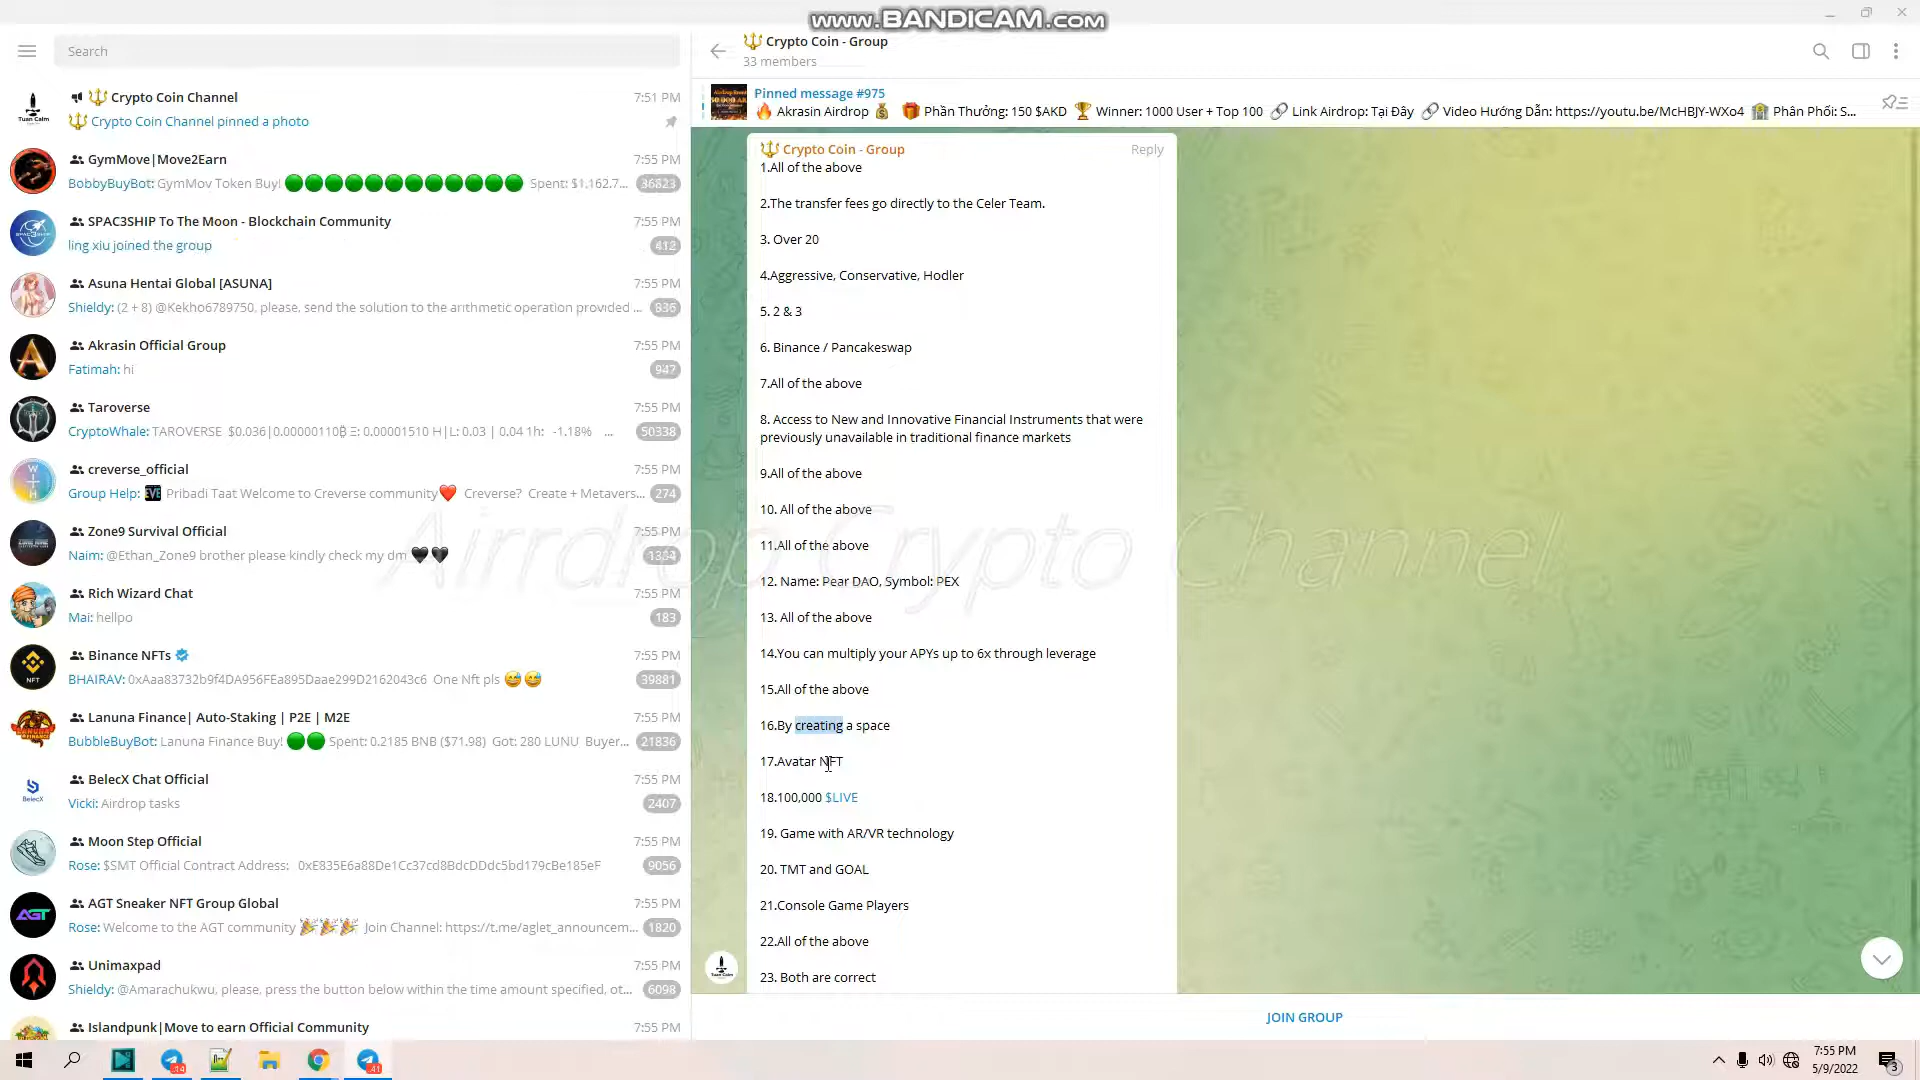 www.BANDICAM.com
Search
Crypto Coin Channel 7:51 PM
Crypto Coin Channel pinned a photo
GymMove|Move2Earn 7:55 PM
BobbyBuyBot: GymMov Token Buy! Spent: $1,162.7... 36823
SPAC3SHIP To The Moon - Blockchain Community 7:55 PM
ling xiu joined the group 412
Asuna Hentai Global [ASUNA] 7:55 PM
Shieldy: (2 + 8) @Kekho6789750, please, send the solution to the arithmetic operation provided ... 836
Akrasin Official Group 7:55 PM
Fatimah: hi 947
Taroverse 7:55 PM
CryptoWhale: TAROVERSE $0.036|0.00000110₿ Ξ: 0.00001510 H|L: 0.03 | 0.04 1h: -1.18% ... 50338
creverse_official 7:55 PM
Group Help: EVE Pribadi Taat Welcome to Creverse community Creverse? Create + Metavers... 274
Zone9 Survival Official 7:55 PM
Naim: @Ethan_Zone9 brother please kindly check my dm 1334
Rich Wizard Chat 7:55 PM
Mai: hellpo 183
Binance NFTs 7:55 PM
BHAIRAV: 0xAaa83732b9f4DA956FEa895Daae299D2162043c6 One Nft pls 39881
Lanuna Finance| Auto-Staking | P2E | M2E 7:55 PM
BubbleBuyBot: Lanuna Finance Buy! Spent: 0.2185 BNB ($71.98) Got: 280 LUNU Buyer... 21836
BelecX Chat Official 7:55 PM
Vicki: Airdrop tasks 2407
Moon Step Official 7:55 PM
Rose: $SMT Official Contract Address: 0xE835E6a88De1Cc37cd8BdcDDdc5bd179cBe185eF 9056
AGT Sneaker NFT Group Global 7:55 PM
Rose: Welcome to the AGT community Join Channel: https://t.me/aglet_announcem... 1820
Unimaxpad 7:55 PM
Shieldy: @Amarachukwu, please, press the button below within the time amount specified, ot... 6098
Islandpunk|Move to earn Official Community 7:55 PM
Crypto Coin - Group
33 members
Pinned message #975
Akrasin Airdrop Phần Thưởng: 150 $AKD Winner: 1000 User + Top 100 Link Airdrop: Tại Đây Video Hướng Dẫn: https://youtu.be/McHBJY-WXo4 Phân Phối: S...
Crypto Coin - Group Reply
1.All of the above
2.The transfer fees go directly to the Celer Team.
3. Over 20
4.Aggressive, Conservative, Hodler
5. 2 & 3
6. Binance / Pancakeswap
7.All of the above
8. Access to New and Innovative Financial Instruments that were
previously unavailable in traditional finance markets
9.All of the above
10. All of the above
11.All of the above
12. Name: Pear DAO, Symbol: PEX
13. All of the above
14.You can multiply your APYs up to 6x through leverage
15.All of the above
16.By creating a space
17.Avatar NFT
18.100,000 $LIVE
19. Game with AR/VR technology
20. TMT and GOAL
21.Console Game Players
22.All of the above
23. Both are correct
Airrdrop Crypto Channel
JOIN GROUP
7:55 PM
5/9/2022